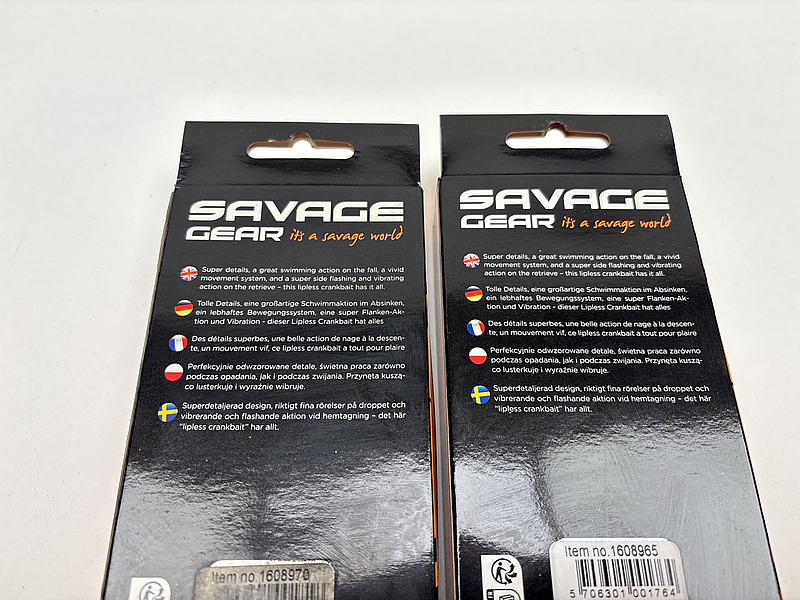 SAVAGE
GEAR it's a savage world
Super details, a great swimming action on the fall, a vivid
movement system, and a super side flashing and vibrating
action on the retrieve – this lipless crankbait has it all.
Tolle Details, eine großartige Schwimmaktion im Absinken,
ein lebhaftes Bewegungssystem, eine super Flanken-Ak-
tion und Vibration - dieser Lipless Crankbait hat alles
Des détails superbes, une belle action de nage à la descen-
te, un mouvement vif, ce lipless crankbait a tout pour plaire
Perfekcyjnie odwzorowane detale, świetna praca zarówno
podczas opadania, jak i podczas zwijania. Przynęta kuszą-
co lusterkuje i wyraźnie wibruje.
Superdetaljerad design, riktigt fina rörelser på droppet och
vibrerande och flashande aktion vid hemtagning – det här
"lipless crankbait" har allt.
Item no.1608970
SAVAGE
GEAR it's a savage world
Super details, a great swimming action on the fall, a vivid
movement system, and a super side flashing and vibrating
action on the retrieve – this lipless crankbait has it all.
Tolle Details, eine großartige Schwimmaktion im Absinken,
ein lebhaftes Bewegungssystem, eine super Flanken-Ak-
tion und Vibration - dieser Lipless Crankbait hat alles
Des détails superbes, une belle action de nage à la descen-
te, un mouvement vif, ce lipless crankbait a tout pour plaire
Perfekcyjnie odwzorowane detale, świetna praca zarówno
podczas opadania, jak i podczas zwijania. Przynęta kuszą-
co lusterkuje i wyraźnie wibruje.
Superdetaljerad design, riktigt fina rörelser på droppet och
vibrerande och flashande aktion vid hemtagning – det här
"lipless crankbait" har allt.
Item no.1608965
5 706301 001764